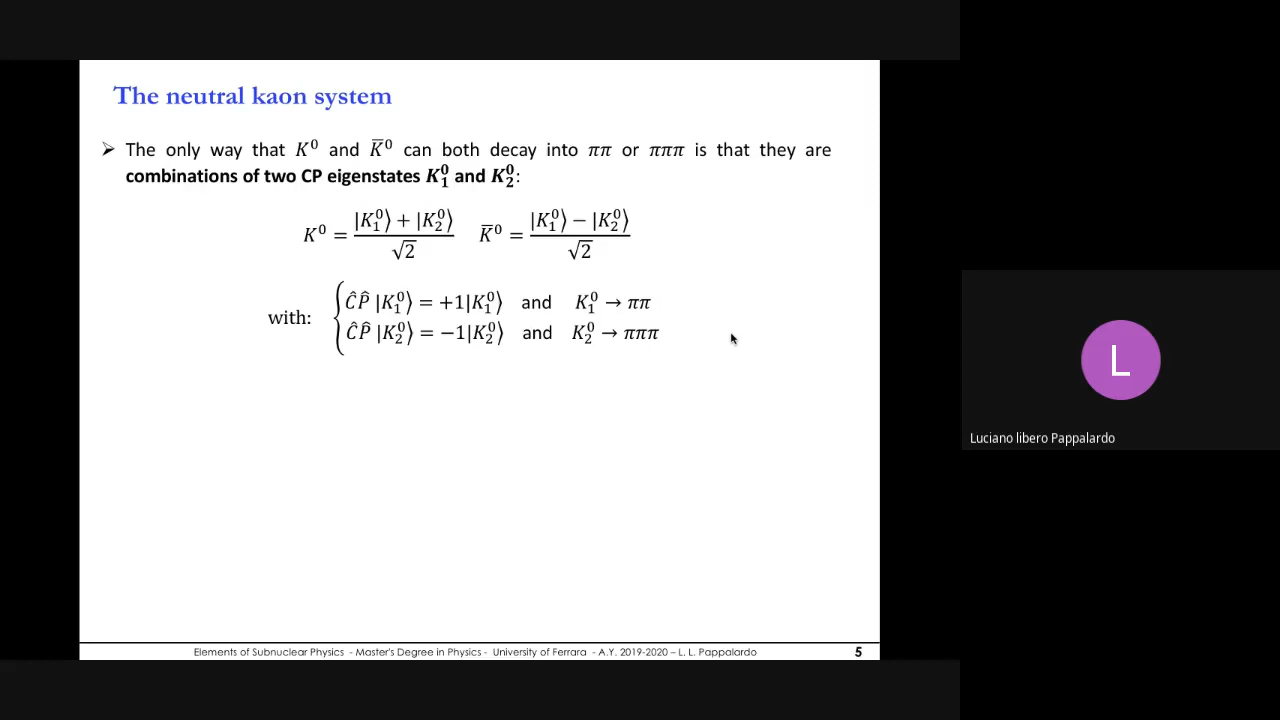 The neutral kaon system
➢ The only way that K⁰ and K̅⁰ can both decay into ππ or πππ is that they are
combinations of two CP eigenstates K₁⁰ and K₂⁰:
K⁰ = (|K₁⁰⟩ + |K₂⁰⟩)/√2 K̅⁰ = (|K₁⁰⟩ − |K₂⁰⟩)/√2
with: { ĈP̂ |K₁⁰⟩ = +1|K₁⁰⟩ and K₁⁰ → ππ
ĈP̂ |K₂⁰⟩ = −1|K₂⁰⟩ and K₂⁰ → πππ
L
Luciano libero Pappalardo
Elements of Subnuclear Physics - Master's Degree in Physics - University of Ferrara - A.Y. 2019-2020 – L. L. Pappalardo 5